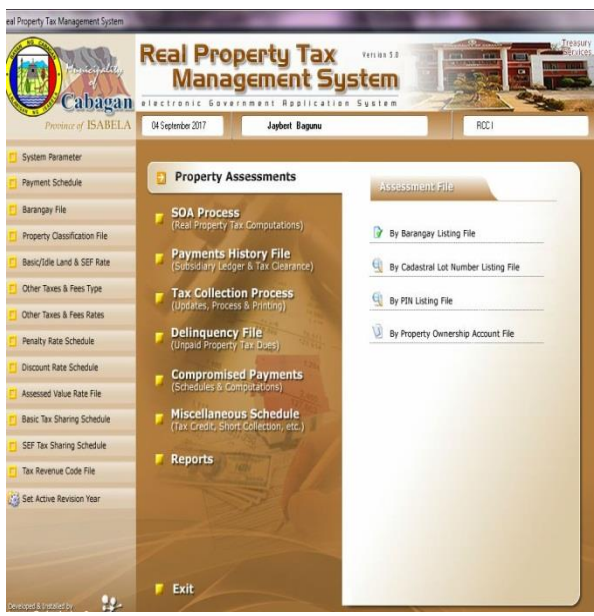 eal Property Tax Management System
Municipality
of
Cabagan
Province of ISABELA
Real Property Tax
Management System
Version 5.0
electronic Government Application System
Treasury
Services
04 September 2017
Jaybert Bagunu
RCC I
System Parameter
Payment Schedule
Barangay File
Property Classification File
Basic/Idle Land & SEF Rate
Other Taxes & Fees Type
Other Taxes & Fees Rates
Penalty Rate Schedule
Discount Rate Schedule
Assessed Value Rate File
Basic Tax Sharing Schedule
SEF Tax Sharing Schedule
Tax Revenue Code File
Set Active Revision Year
Developed & Installed by
Property Assessments
SOA Process
(Real Property Tax Computations)
Payments History File
(Subsidiary Ledger & Tax Clearance)
Tax Collection Process
(Updates, Process & Printing)
Delinquency File
(Unpaid Property Tax Dues)
Compromised Payments
(Schedules & Computations)
Miscellaneous Schedule
(Tax Credit, Short Collection, etc.)
Reports
Exit
Assessment File
By Barangay Listing File
By Cadastral Lot Number Listing File
By PIN Listing File
By Property Ownership Account File